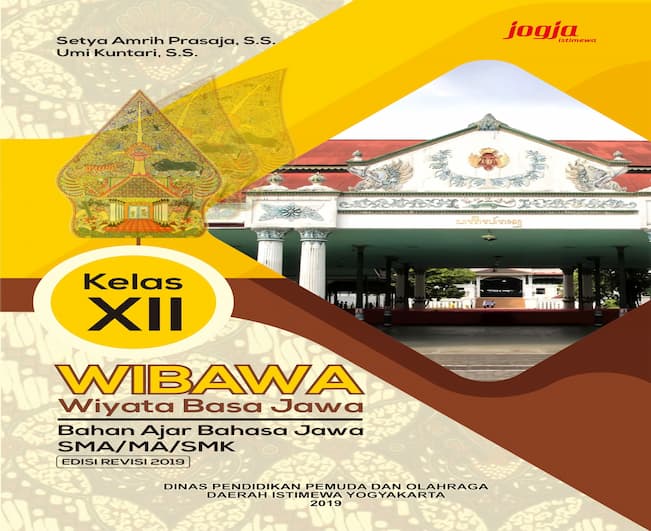 Setya Amrih Prasaja, S.S.
Umi Kuntari, S.S.
jogja
istimewa
Kelas
XII
WIBAWA
Wiyata Basa Jawa
Bahan Ajar Bahasa Jawa
SMA/MA/SMK
EDISI REVISI 2019
DINAS PENDIDIKAN PEMUDA DAN OLAHRAGA
DAERAH ISTIMEWA YOGYAKARTA
2019